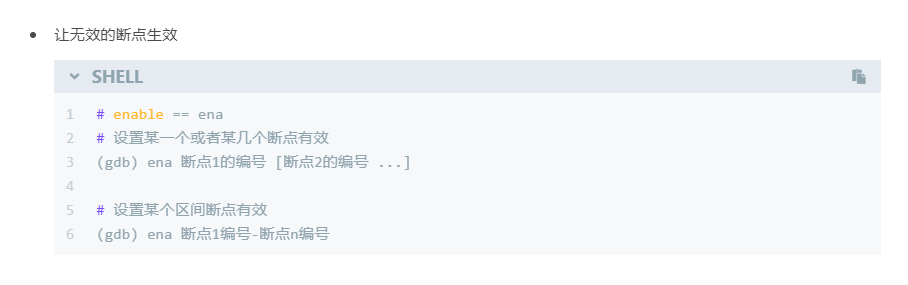 让无效的断点生效
SHELL
1 # enable == ena
2 # 设置某一个或者某几个断点有效
3 (gdb) ena 断点1的编号 [断点2的编号 ...]
4
5 # 设置某个区间断点有效
6 (gdb) ena 断点1编号-断点n编号